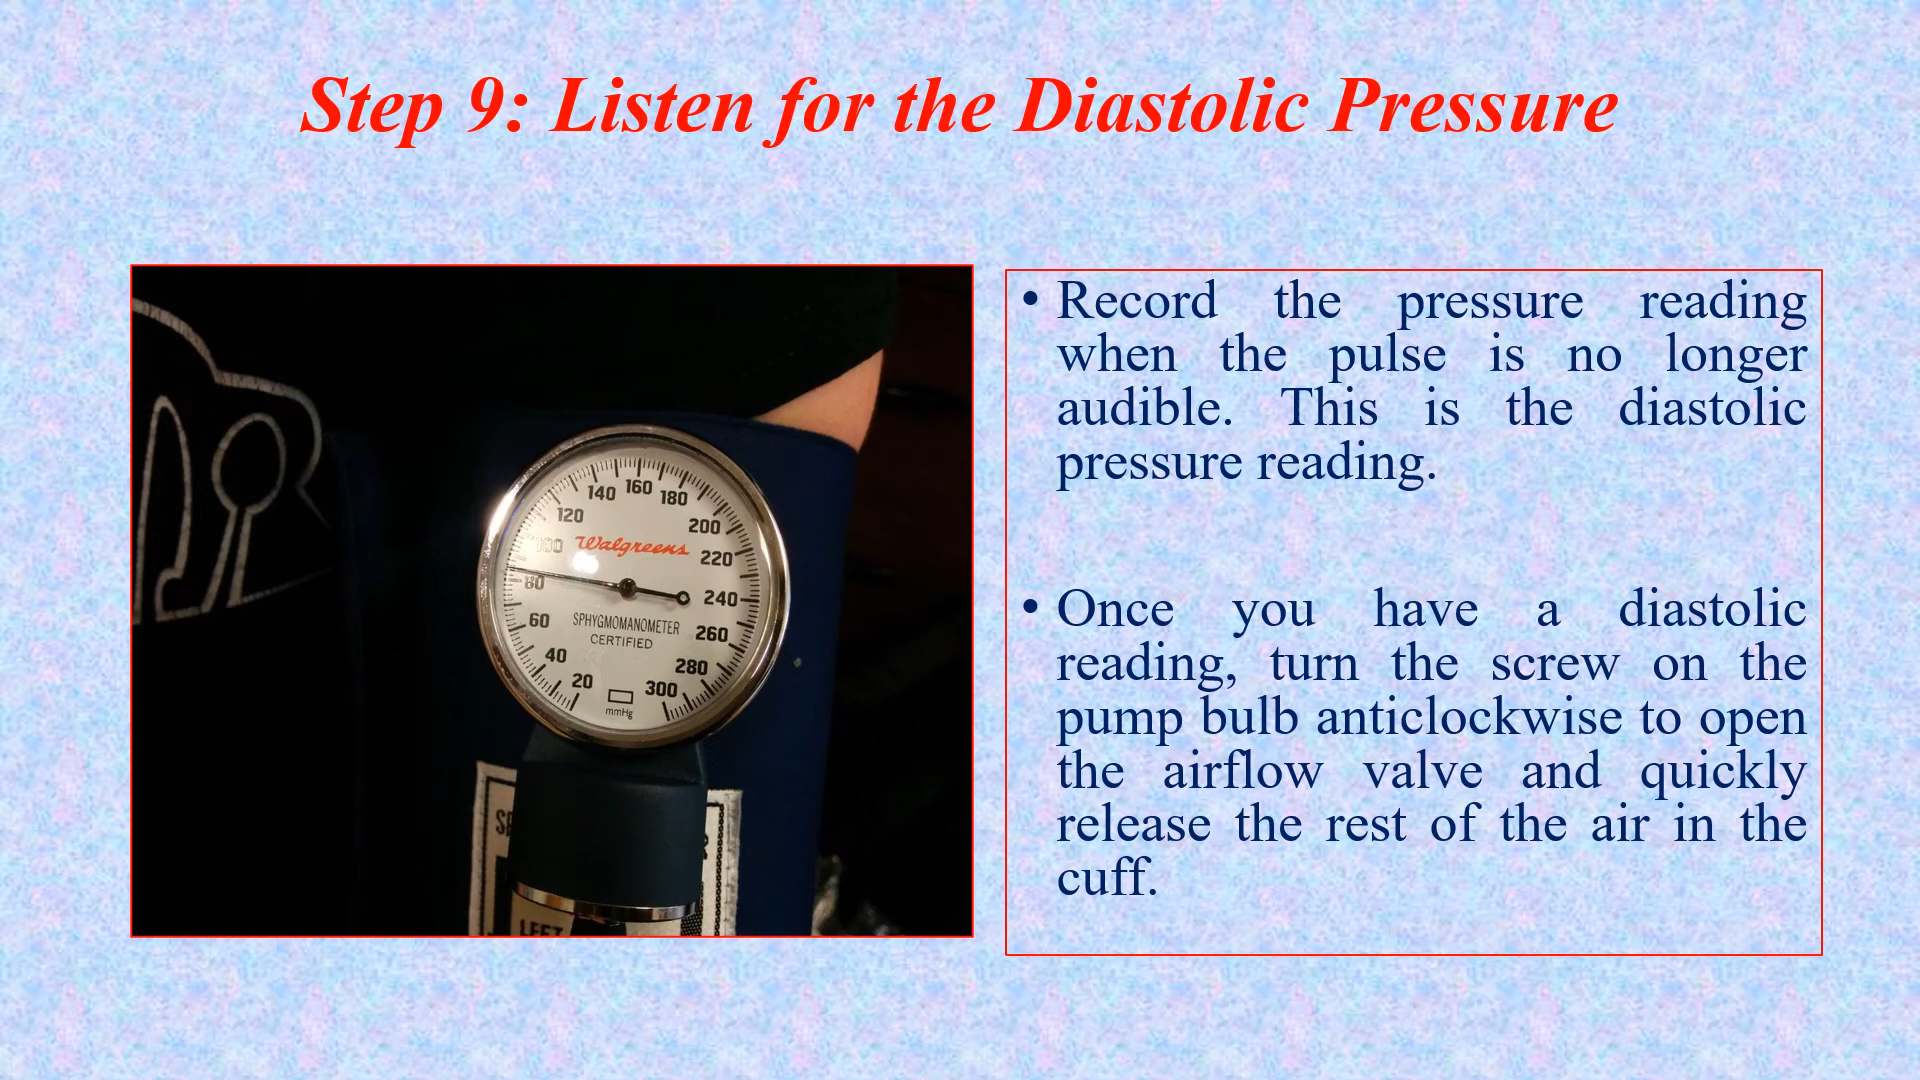 Step 9: Listen for the Diastolic Pressure
140 160 180
120 200
100 Walgreens 220
80 240
60 SPHYGMOMANOMETER 260
CERTIFIED
40 280
20 300
mmHg
LEFT
• Record the pressure reading
when the pulse is no longer
audible. This is the diastolic
pressure reading.
• Once you have a diastolic
reading, turn the screw on the
pump bulb anticlockwise to open
the airflow valve and quickly
release the rest of the air in the
cuff.